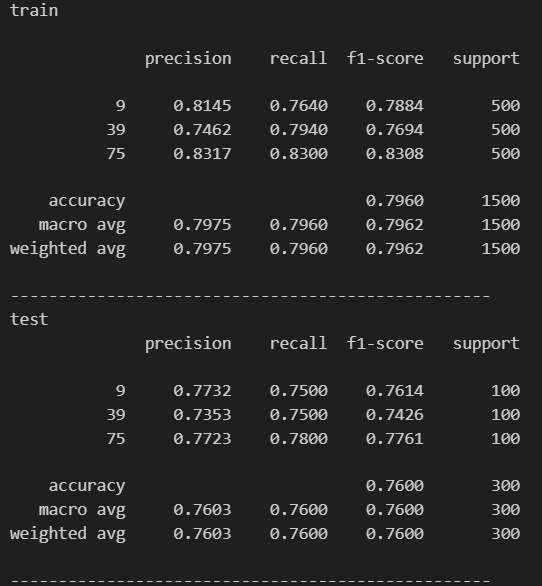 train
precision recall f1-score support
9 0.8145 0.7640 0.7884 500
39 0.7462 0.7940 0.7694 500
75 0.8317 0.8300 0.8308 500
accuracy 0.7960 1500
macro avg 0.7975 0.7960 0.7962 1500
weighted avg 0.7975 0.7960 0.7962 1500
--------------------------------------------------
test
precision recall f1-score support
9 0.7732 0.7500 0.7614 100
39 0.7353 0.7500 0.7426 100
75 0.7723 0.7800 0.7761 100
accuracy 0.7600 300
macro avg 0.7603 0.7600 0.7600 300
weighted avg 0.7603 0.7600 0.7600 300
--------------------------------------------------